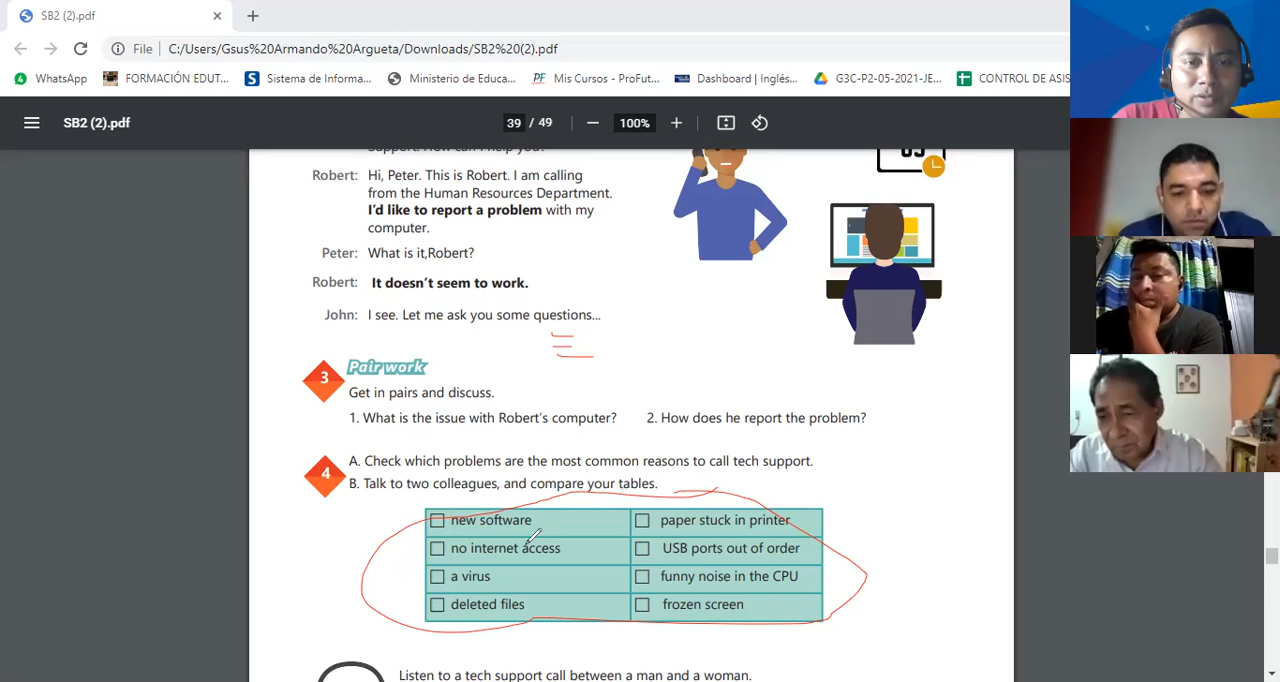 SB2 (2).pdf
File
C:/Users/Gsus%20Armando%20Argueta/Downloads/SB2%20(2).pdf
WhatsApp
FORMACIÓN EDUT...
Sistema de Informa...
Ministerio de Educa...
Mis Cursos - ProFut...
Dashboard | Inglés...
G3C-P2-05-2021-JE...
CONTROL DE ASIS
SB2 (2).pdf
39 / 49
100%
Support. How can I help you?
Robert: Hi, Peter. This is Robert. I am calling
from the Human Resources Department.
I'd like to report a problem with my
computer.
Peter: What is it,Robert?
Robert: It doesn't seem to work.
John: I see. Let me ask you some questions...
3 Pair work
Get in pairs and discuss.
1. What is the issue with Robert's computer? 2. How does he report the problem?
4 A. Check which problems are the most common reasons to call tech support.
B. Talk to two colleagues, and compare your tables.
new software paper stuck in printer
no internet access USB ports out of order
a virus funny noise in the CPU
deleted files frozen screen
Listen to a tech support call between a man and a woman.